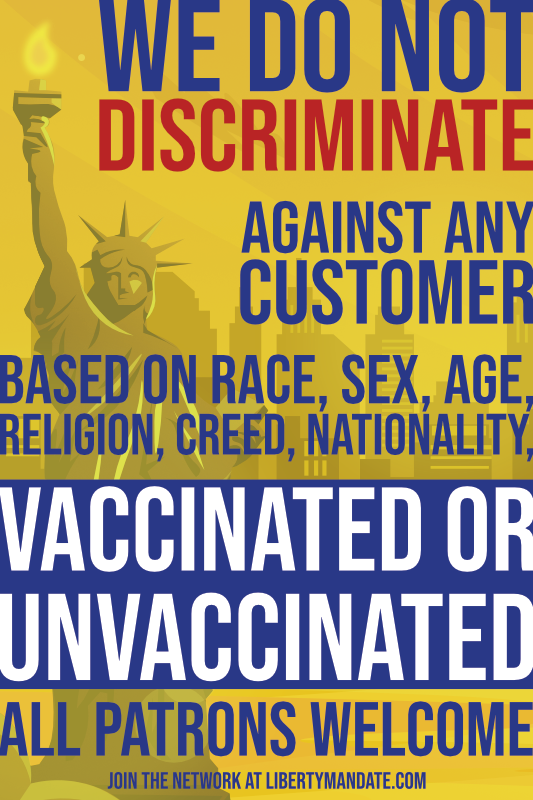 WE DO NOT
DISCRIMINATE
AGAINST ANY
CUSTOMER
BASED ON RACE, SEX, AGE,
RELIGION, CREED, NATIONALITY,
VACCINATED OR
UNVACCINATED
ALL PATRONS WELCOME
JOIN THE NETWORK AT LIBERTYMANDATE.COM